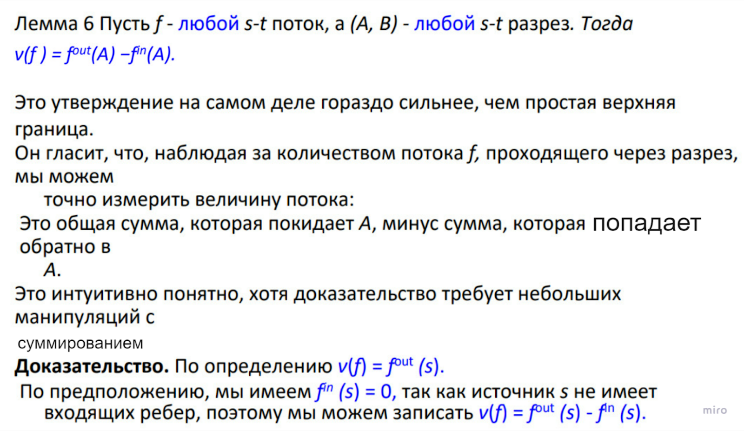 Лемма 6 Пусть f - любой s-t поток, а (A, B) - любой s-t разрез. Тогда
v(f ) = fᵒᵘᵗ(A) −fⁱⁿ(A).
Это утверждение на самом деле гораздо сильнее, чем простая верхняя
граница.
Он гласит, что, наблюдая за количеством потока f, проходящего через разрез,
мы можем
точно измерить величину потока:
Это общая сумма, которая покидает A, минус сумма, которая попадает
обратно в
A.
Это интуитивно понятно, хотя доказательство требует небольших
манипуляций с
суммированием
Доказательство. По определению v(f) = fᵒᵘᵗ (s).
По предположению, мы имеем fⁱⁿ (s) = 0, так как источник s не имеет
входящих ребер, поэтому мы можем записать v(f) = fᵒᵘᵗ (s) - fⁱⁿ (s).
miro